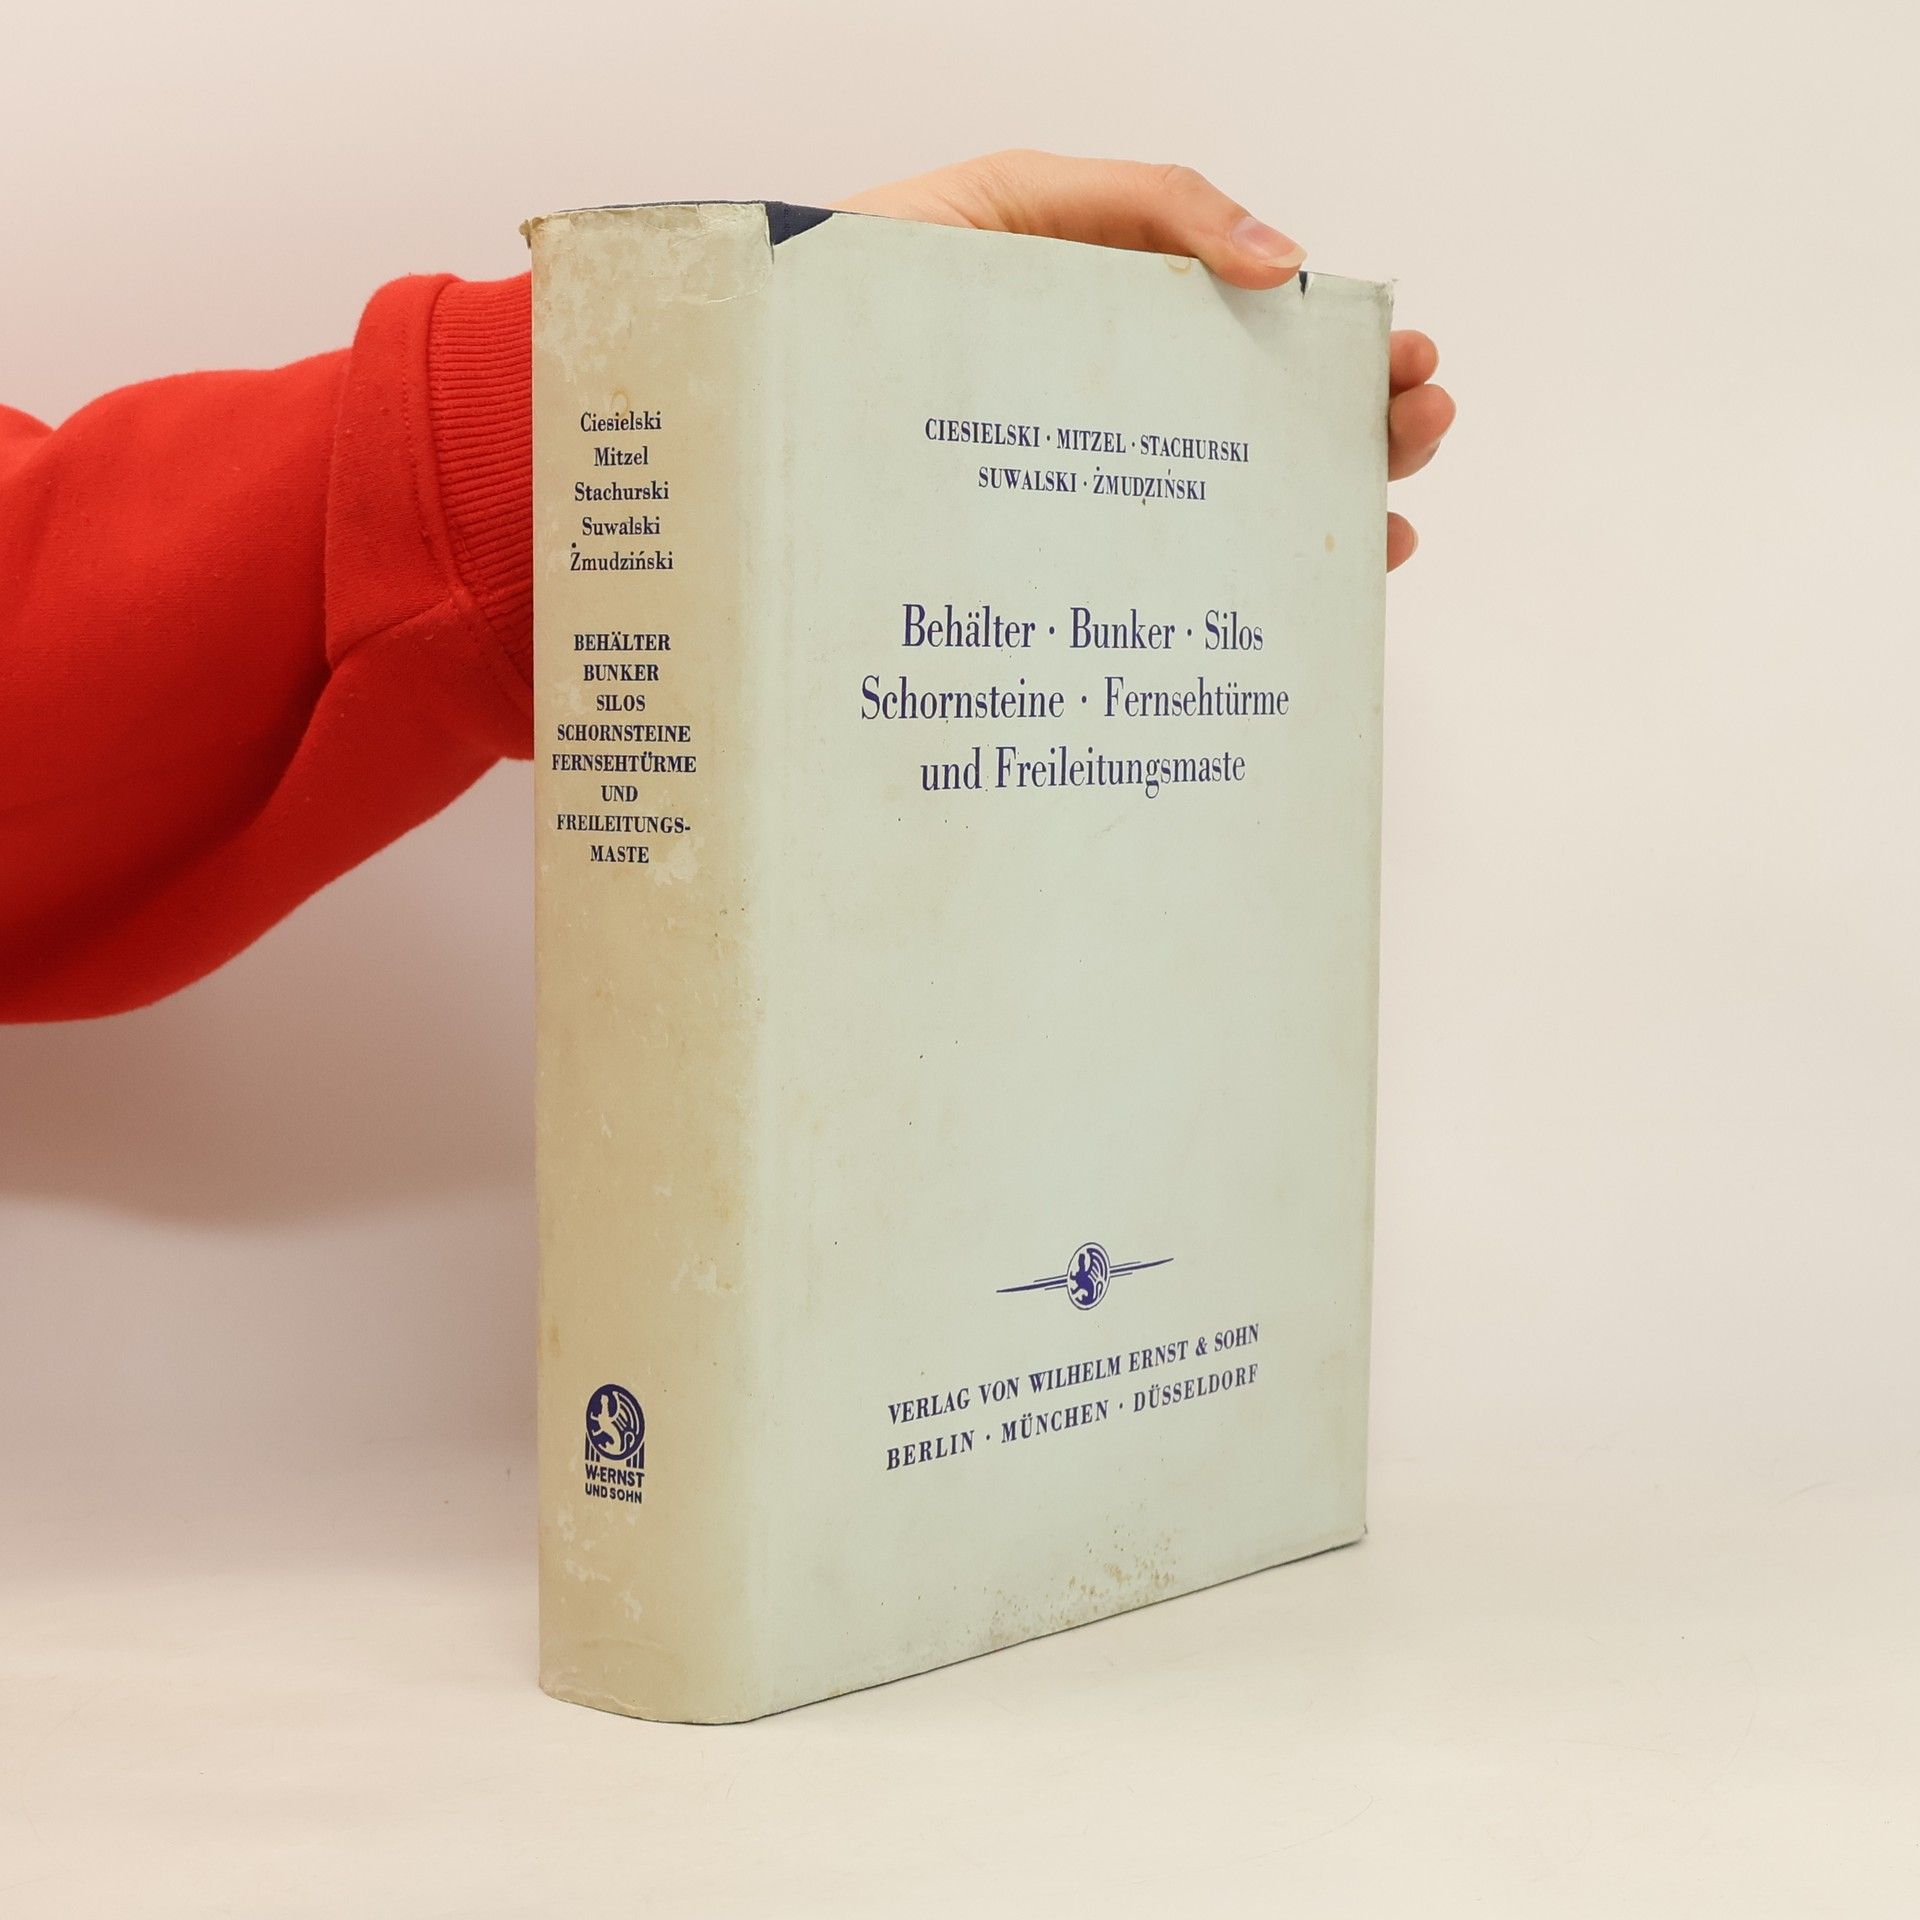 Ciesielski
Mitzel
Stachurski
Suwalski
Żmudziński
BEHÄLTER
BUNKER
SILOS
SCHORNSTEINE
FERNSEHTÜRME
UND
FREILEITUNGS-
MASTE
W·ERNST
UND SOHN
CIESIELSKI · MITZEL · STACHURSKI
SUWALSKI · ŻMUDZIŃSKI
Behälter · Bunker · Silos
Schornsteine · Fernsehtürme
und Freileitungsmaste
VERLAG VON WILHELM ERNST & SOHN
BERLIN · MÜNCHEN · DÜSSELDORF